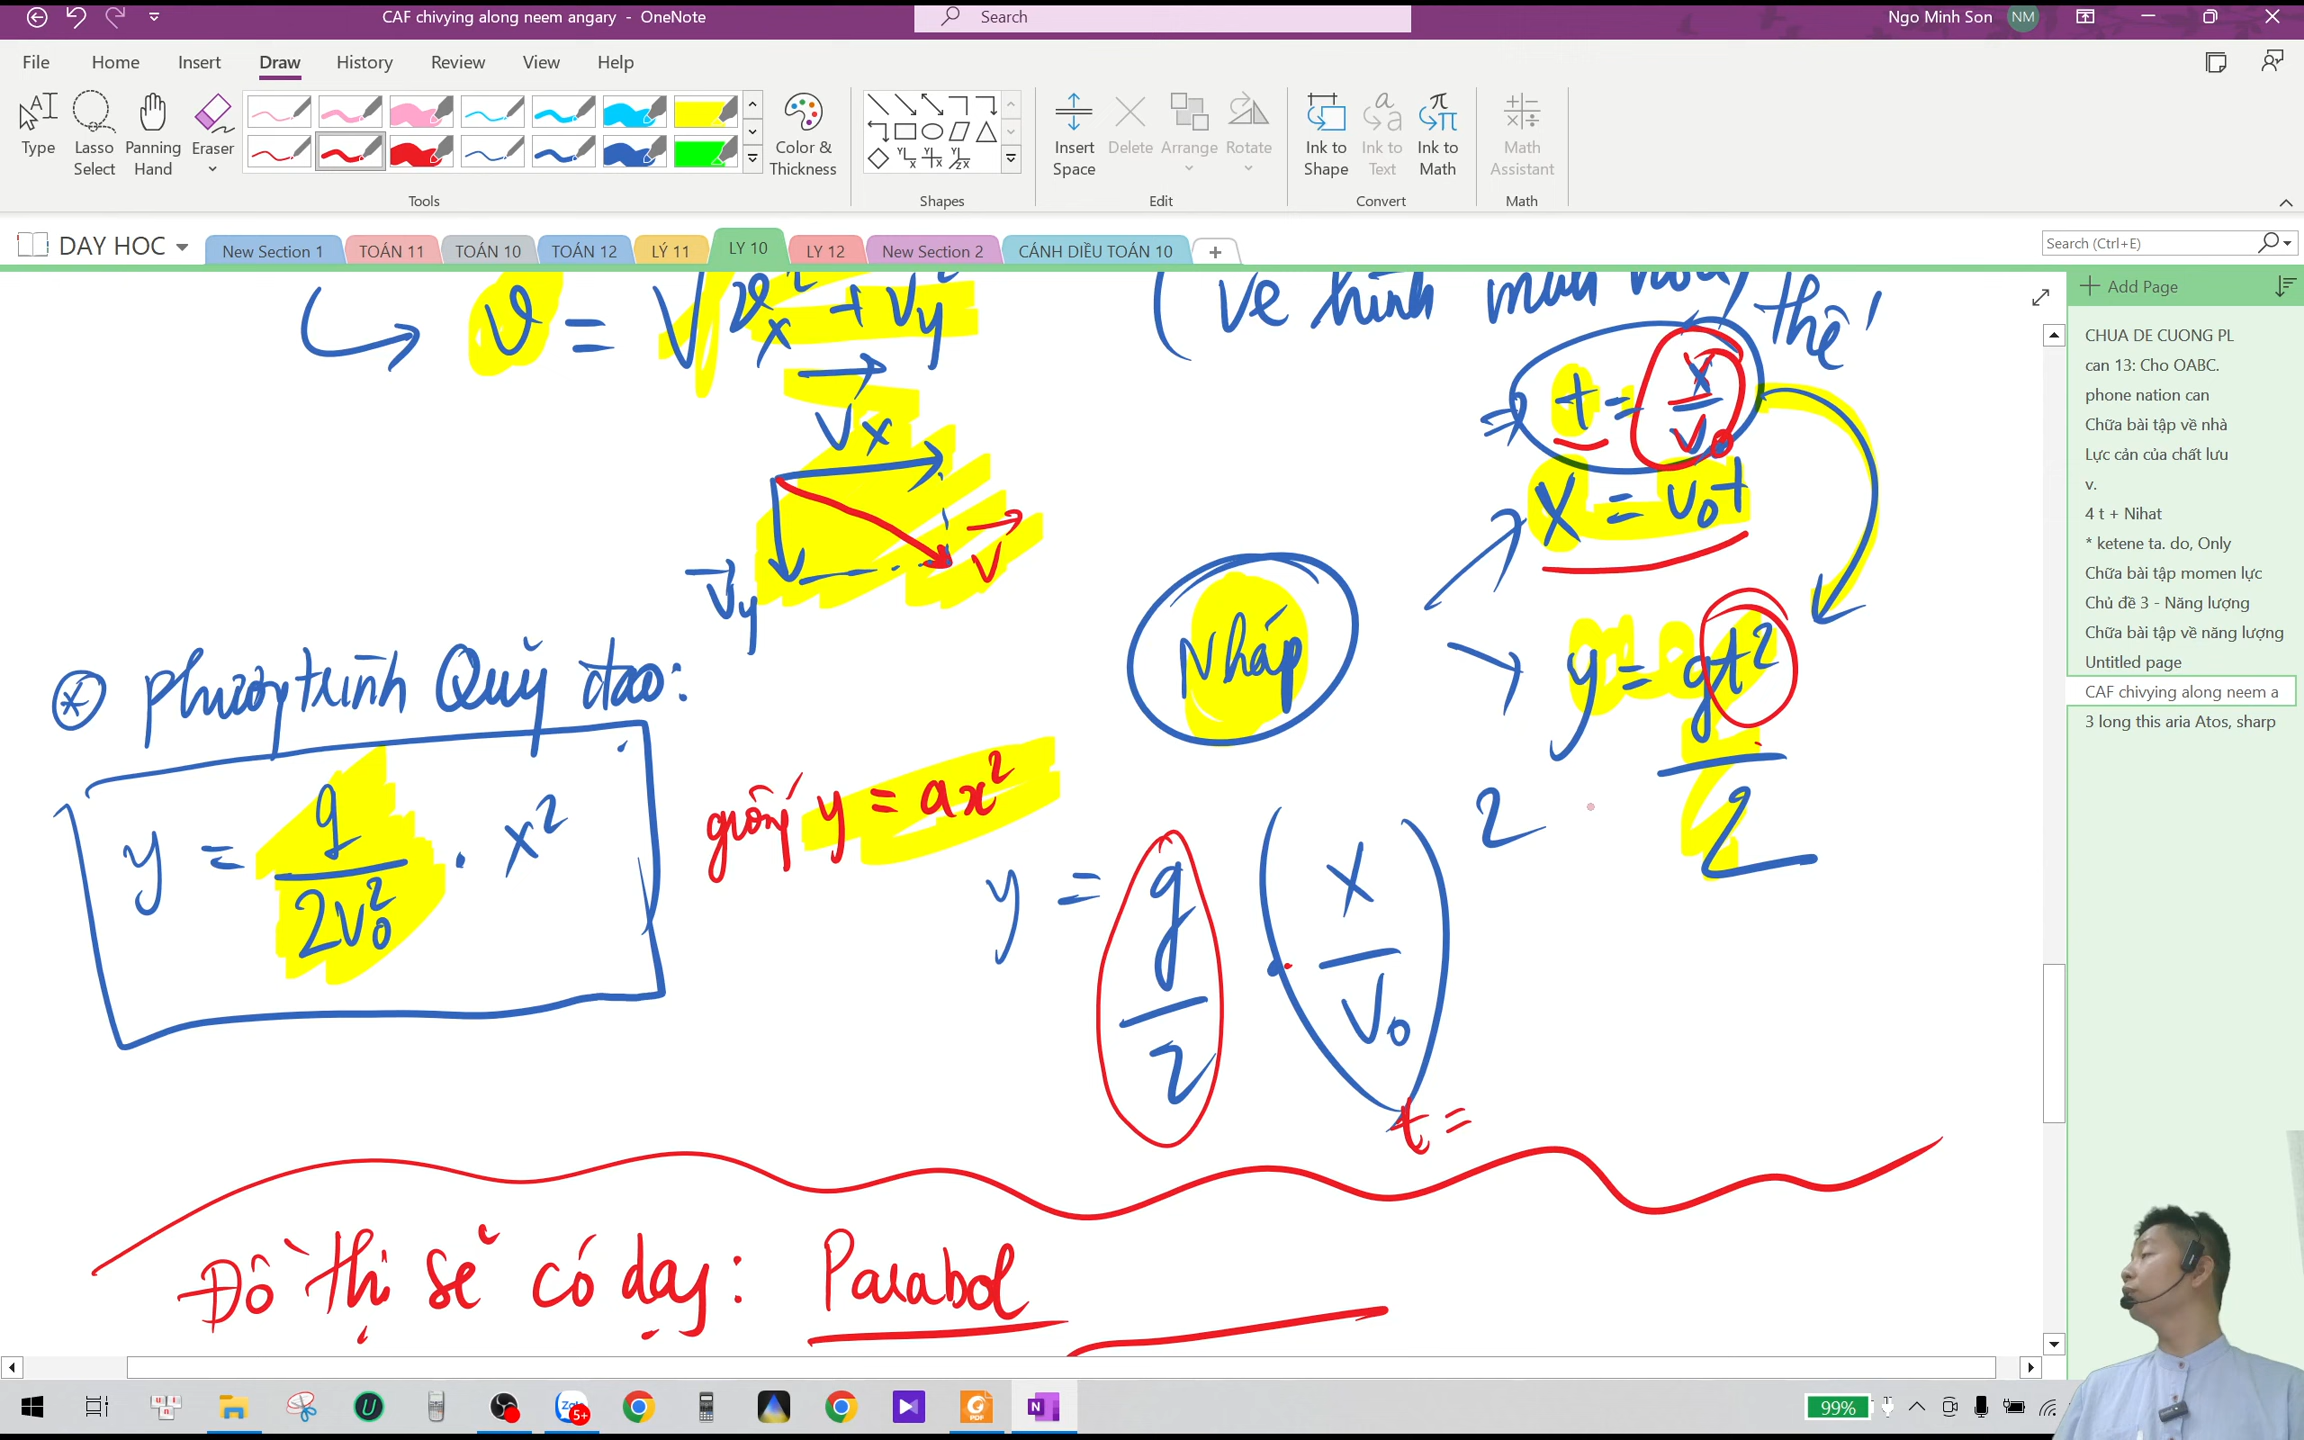 CAF chivying along neem angary - OneNote
Search
Ngo Minh Son
NM
File Home Insert Draw History Review View Help
Type
Lasso Select
Panning Hand
Eraser
Color & Thickness
Insert Space
Delete
Arrange
Rotate
Ink to Shape
Ink to Text
Ink to Math
Math Assistant
Tools Shapes Edit Convert Math
DAY HOC
New Section 1 TOÁN 11 TOÁN 10 TOÁN 12 LÝ 11 LY 10 LY 12 New Section 2 CÁNH DIỀU TOÁN 10 +
Search (Ctrl+E)
Add Page
CHUA DE CUONG PL
can 13: Cho OABC.
phone nation can
Chữa bài tập về nhà
Lực cản của chất lưu
v.
4 t + Nihat
* ketene ta. do, Only
Chữa bài tập momen lực
Chủ đề 3 - Năng lượng
Chữa bài tập về năng lượng
Untitled page
CAF chivying along neem a
3 long this aria Atos, sharp
v = √vx² + vy²
vx
v
vy
(Vẽ hình
thế
⇒ t = x/v₀
x = v₀t
Nháp
y = gt²/2
* Phương trình Quỹ đạo:
y = g/2v₀² . x²
giống y = ax²
y = g/2 . (x/v₀)²
t =
Đồ thị sẽ có dạng: Parabol
99%